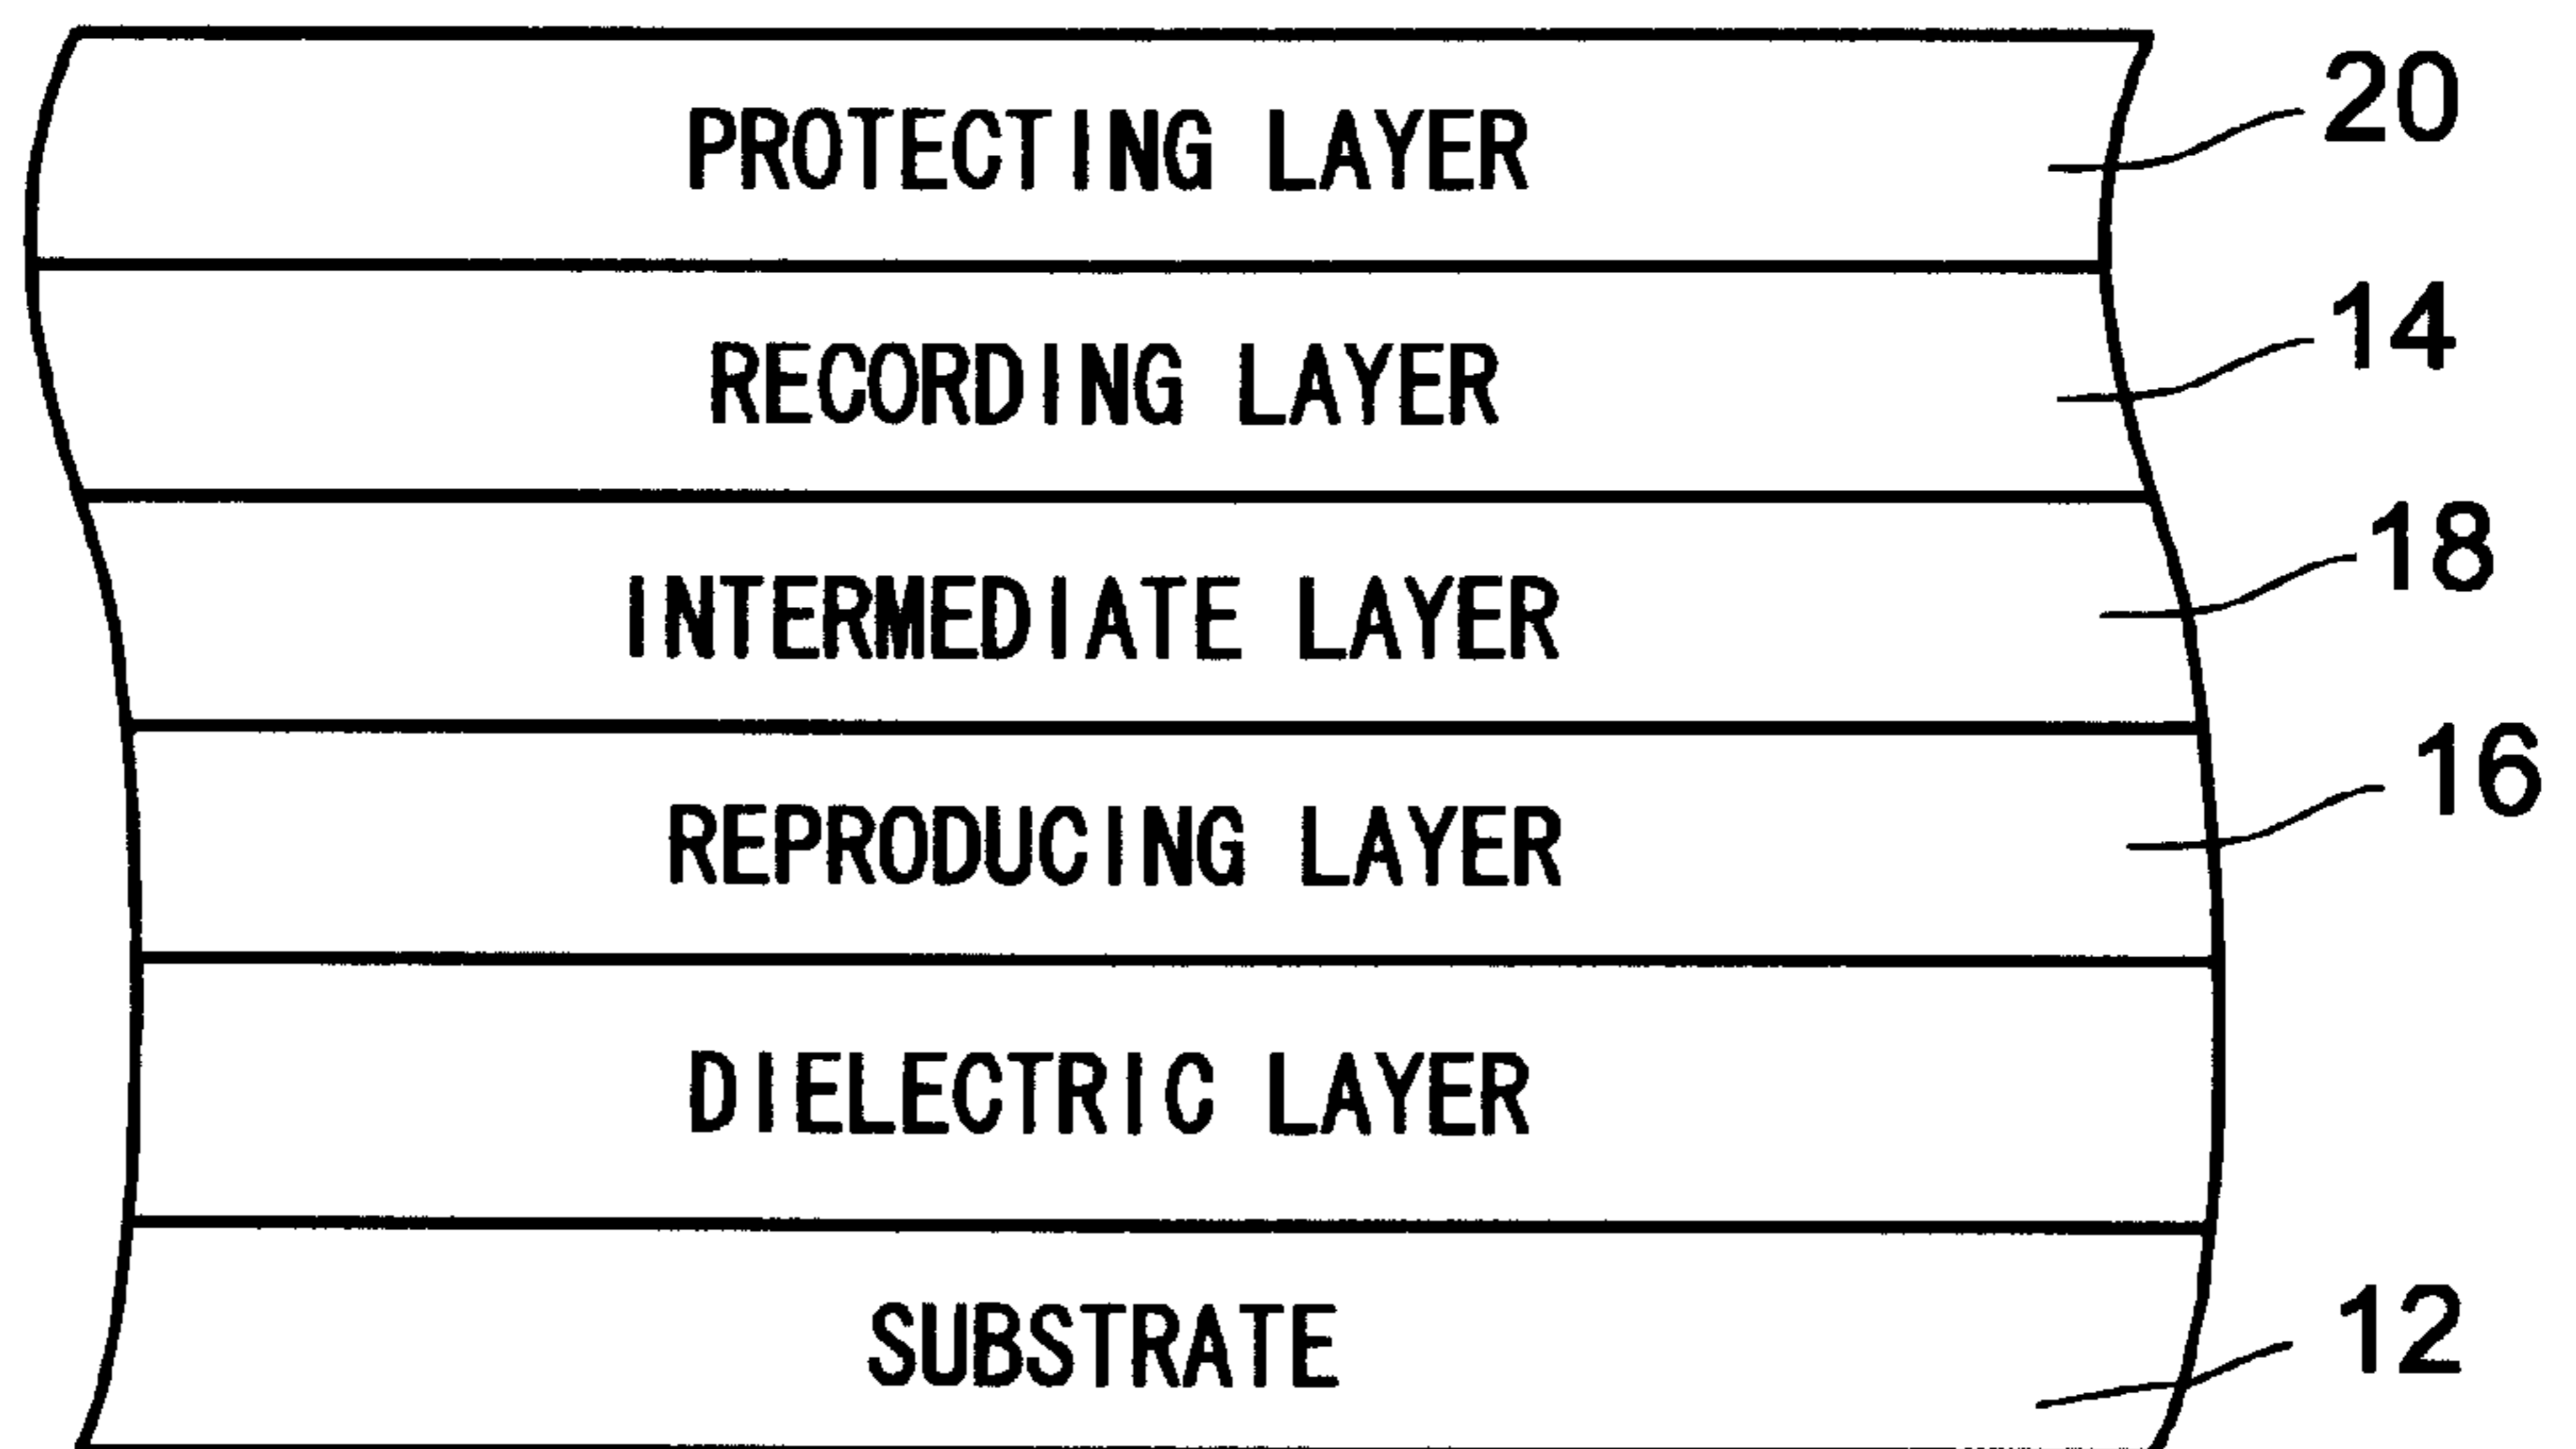 PROTECTING LAYER 20
RECORDING LAYER 14
INTERMEDIATE LAYER 18
REPRODUCING LAYER 16
DIELECTRIC LAYER
SUBSTRATE 12